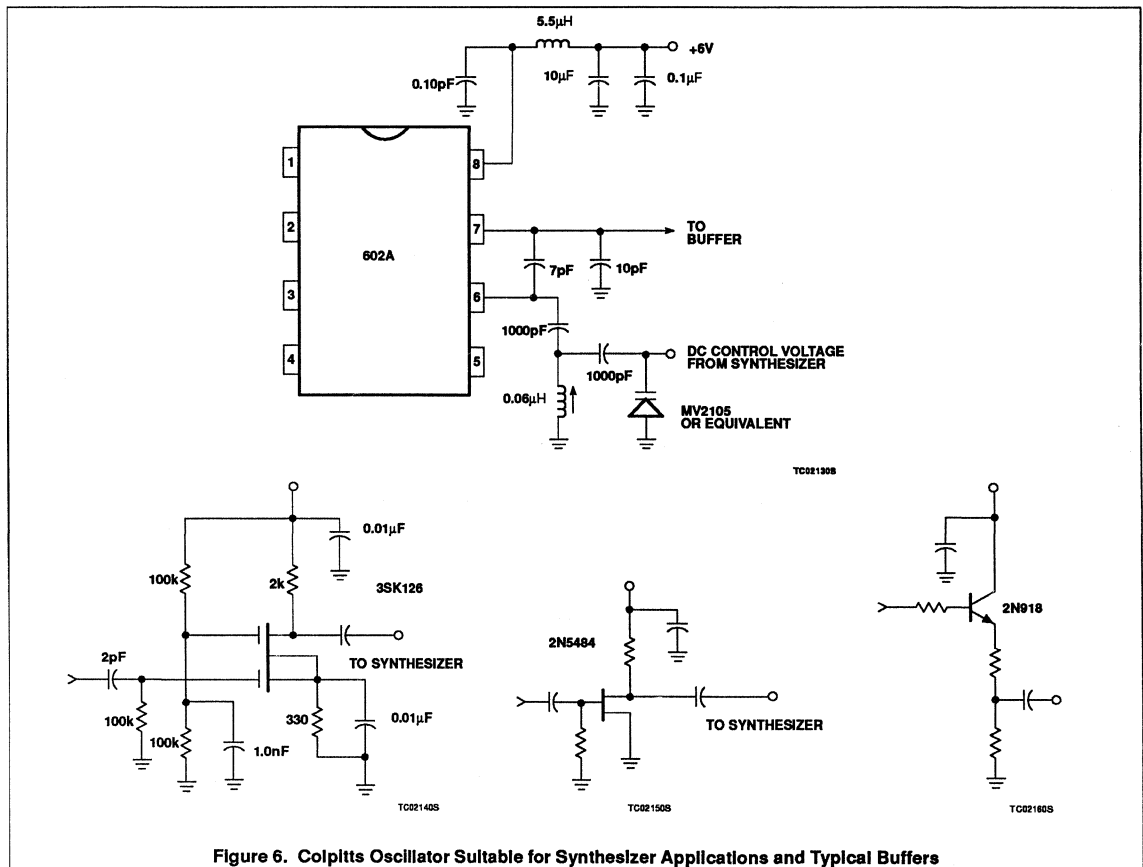 5.5µH
+6V
0.10pF
10µF
0.1µF
1
8
2
7
TO
BUFFER
602A
7pF
10pF
3
6
1000pF
4
5
DC CONTROL VOLTAGE
FROM SYNTHESIZER
1000pF
0.06µH
MV2105
OR EQUIVALENT
TC02130S
0.01µF
100k
2k
3SK126
2pF
TO SYNTHESIZER
100k
100k
330
0.01µF
1.0nF
TC02140S
2N5484
TO SYNTHESIZER
TC02150S
2N918
TC02160S
Figure 6. Colpitts Oscillator Suitable for Synthesizer Applications and Typical Buffers